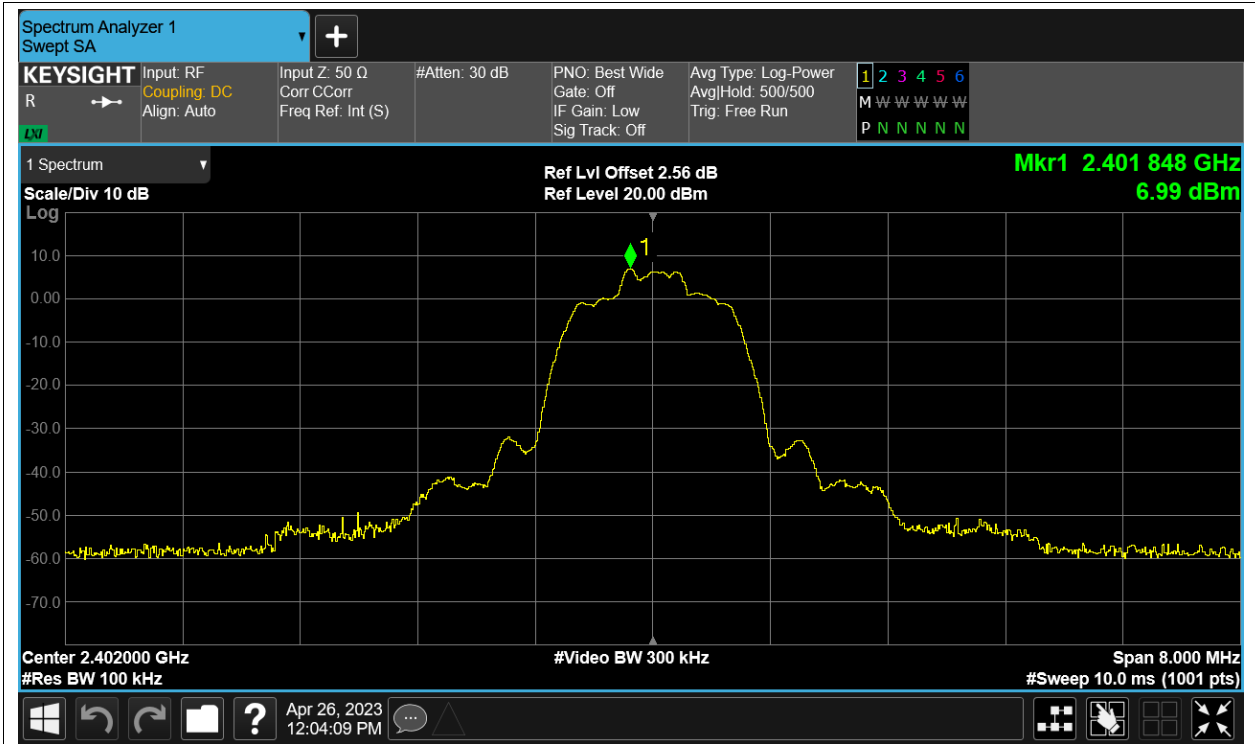 Spectrum Analyzer 1
Swept SA
KEYSIGHT
R
LXI
Input: RF
Coupling: DC
Align: Auto
Input Z: 50 Ω
Corr CCorr
Freq Ref: Int (S)
#Atten: 30 dB
PNO: Best Wide
Gate: Off
IF Gain: Low
Sig Track: Off
Avg Type: Log-Power
Avg|Hold: 500/500
Trig: Free Run
1 2 3 4 5 6
M W W W W W
P N N N N N
1 Spectrum
Scale/Div 10 dB
Log
Ref Lvl Offset 2.56 dB
Ref Level 20.00 dBm
Mkr1 2.401 848 GHz
6.99 dBm
1
10.0
0.00
-10.0
-20.0
-30.0
-40.0
-50.0
-60.0
-70.0
Center 2.402000 GHz
#Res BW 100 kHz
#Video BW 300 kHz
Span 8.000 MHz
#Sweep 10.0 ms (1001 pts)
?
Apr 26, 2023
12:04:09 PM